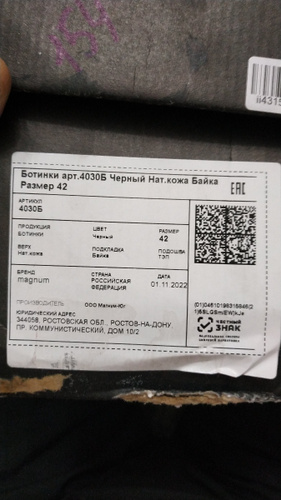 154
84315
Ботинки арт.4030Б Черный Нат.кожа Байка
Размер 42
EAC
АРТИКУЛ
4030Б
ПРОДУКЦИЯ ЦВЕТ РАЗМЕР
БОТИНКИ Черный 42
ВЕРХ ПОДКЛАДКА ПОДОШВА
Нат.кожа Байка ТЭП
БРЕНД СТРАНА ДАТА
magnum РОССИЙСКАЯ ФЕДЕРАЦИЯ 01.11.2022
ПРОИЗВОДИТЕЛЬ ООО Магнум-Юг
ЮРИДИЧЕСКИЙ АДРЕС
344058, РОСТОВСКАЯ ОБЛ., РОСТОВ-НА-ДОНУ,
ПР. КОММУНИСТИЧЕСКИЙ, ДОМ 10/2
ЧЕСТНЫЙ
ЗНАК